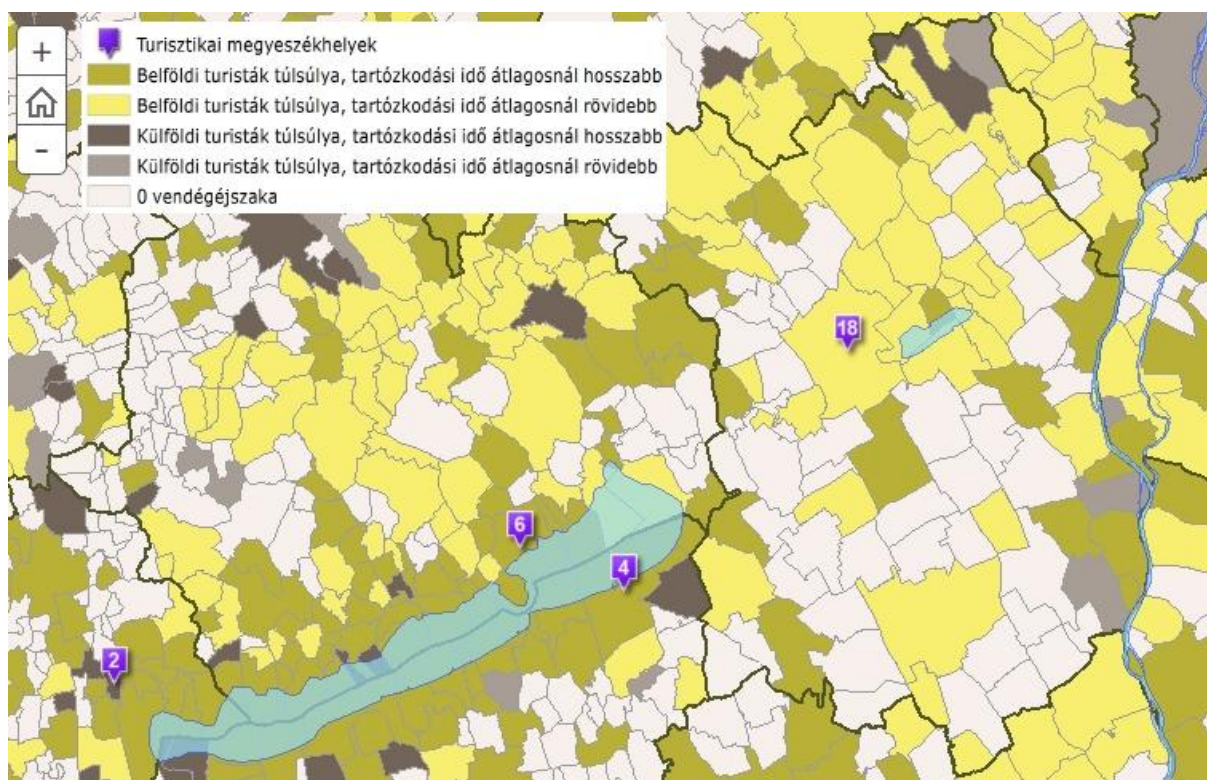 +
-
Turisztikai megyeszékhelyek
Belföldi turisták túlsúlya, tartózkodási idő átlagosnál hosszabb
Belföldi turisták túlsúlya, tartózkodási idő átlagosnál rövidebb
Külföldi turisták túlsúlya, tartózkodási idő átlagosnál hosszabb
Külföldi turisták túlsúlya, tartózkodási idő átlagosnál rövidebb
0 vendégéjszaka
18
6
4
2